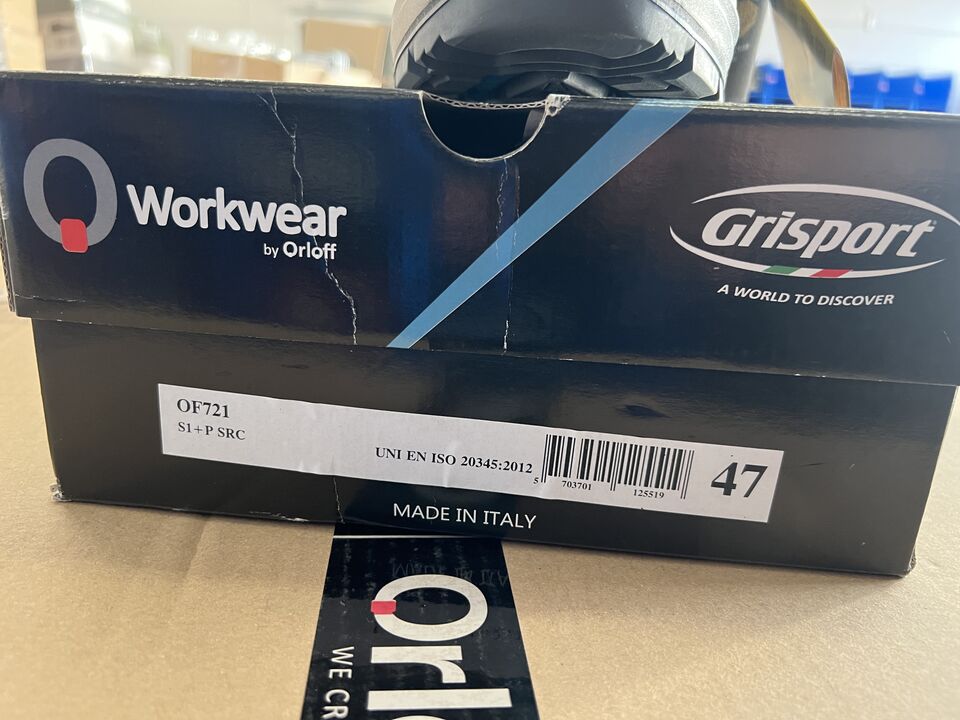 Workwear
by Orloff
Grisport
A WORLD TO DISCOVER
OF721
S1+P SRC
UNI EN ISO 20345:2012
5 703701 125519
47
MADE IN ITALY
Orl
WE CR